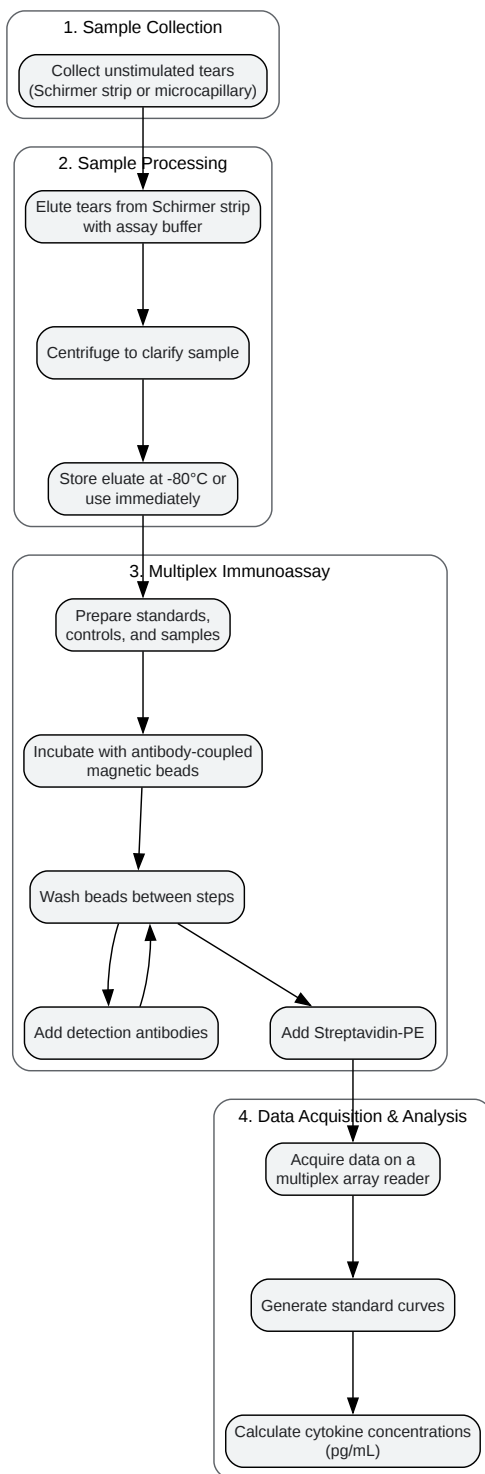 1. Sample Collection
Collect unstimulated tears
(Schirmer strip or microcapillary)
2. Sample Processing
Elute tears from Schirmer strip
with assay buffer
Centrifuge to clarify sample
Store eluate at -80°C or
use immediately
3. Multiplex Immunoassay
Prepare standards,
controls, and samples
Incubate with antibody-coupled
magnetic beads
Wash beads between steps
Add detection antibodies
Add Streptavidin-PE
4. Data Acquisition & Analysis
Acquire data on a
multiplex array reader
Generate standard curves
Calculate cytokine concentrations
(pg/mL)